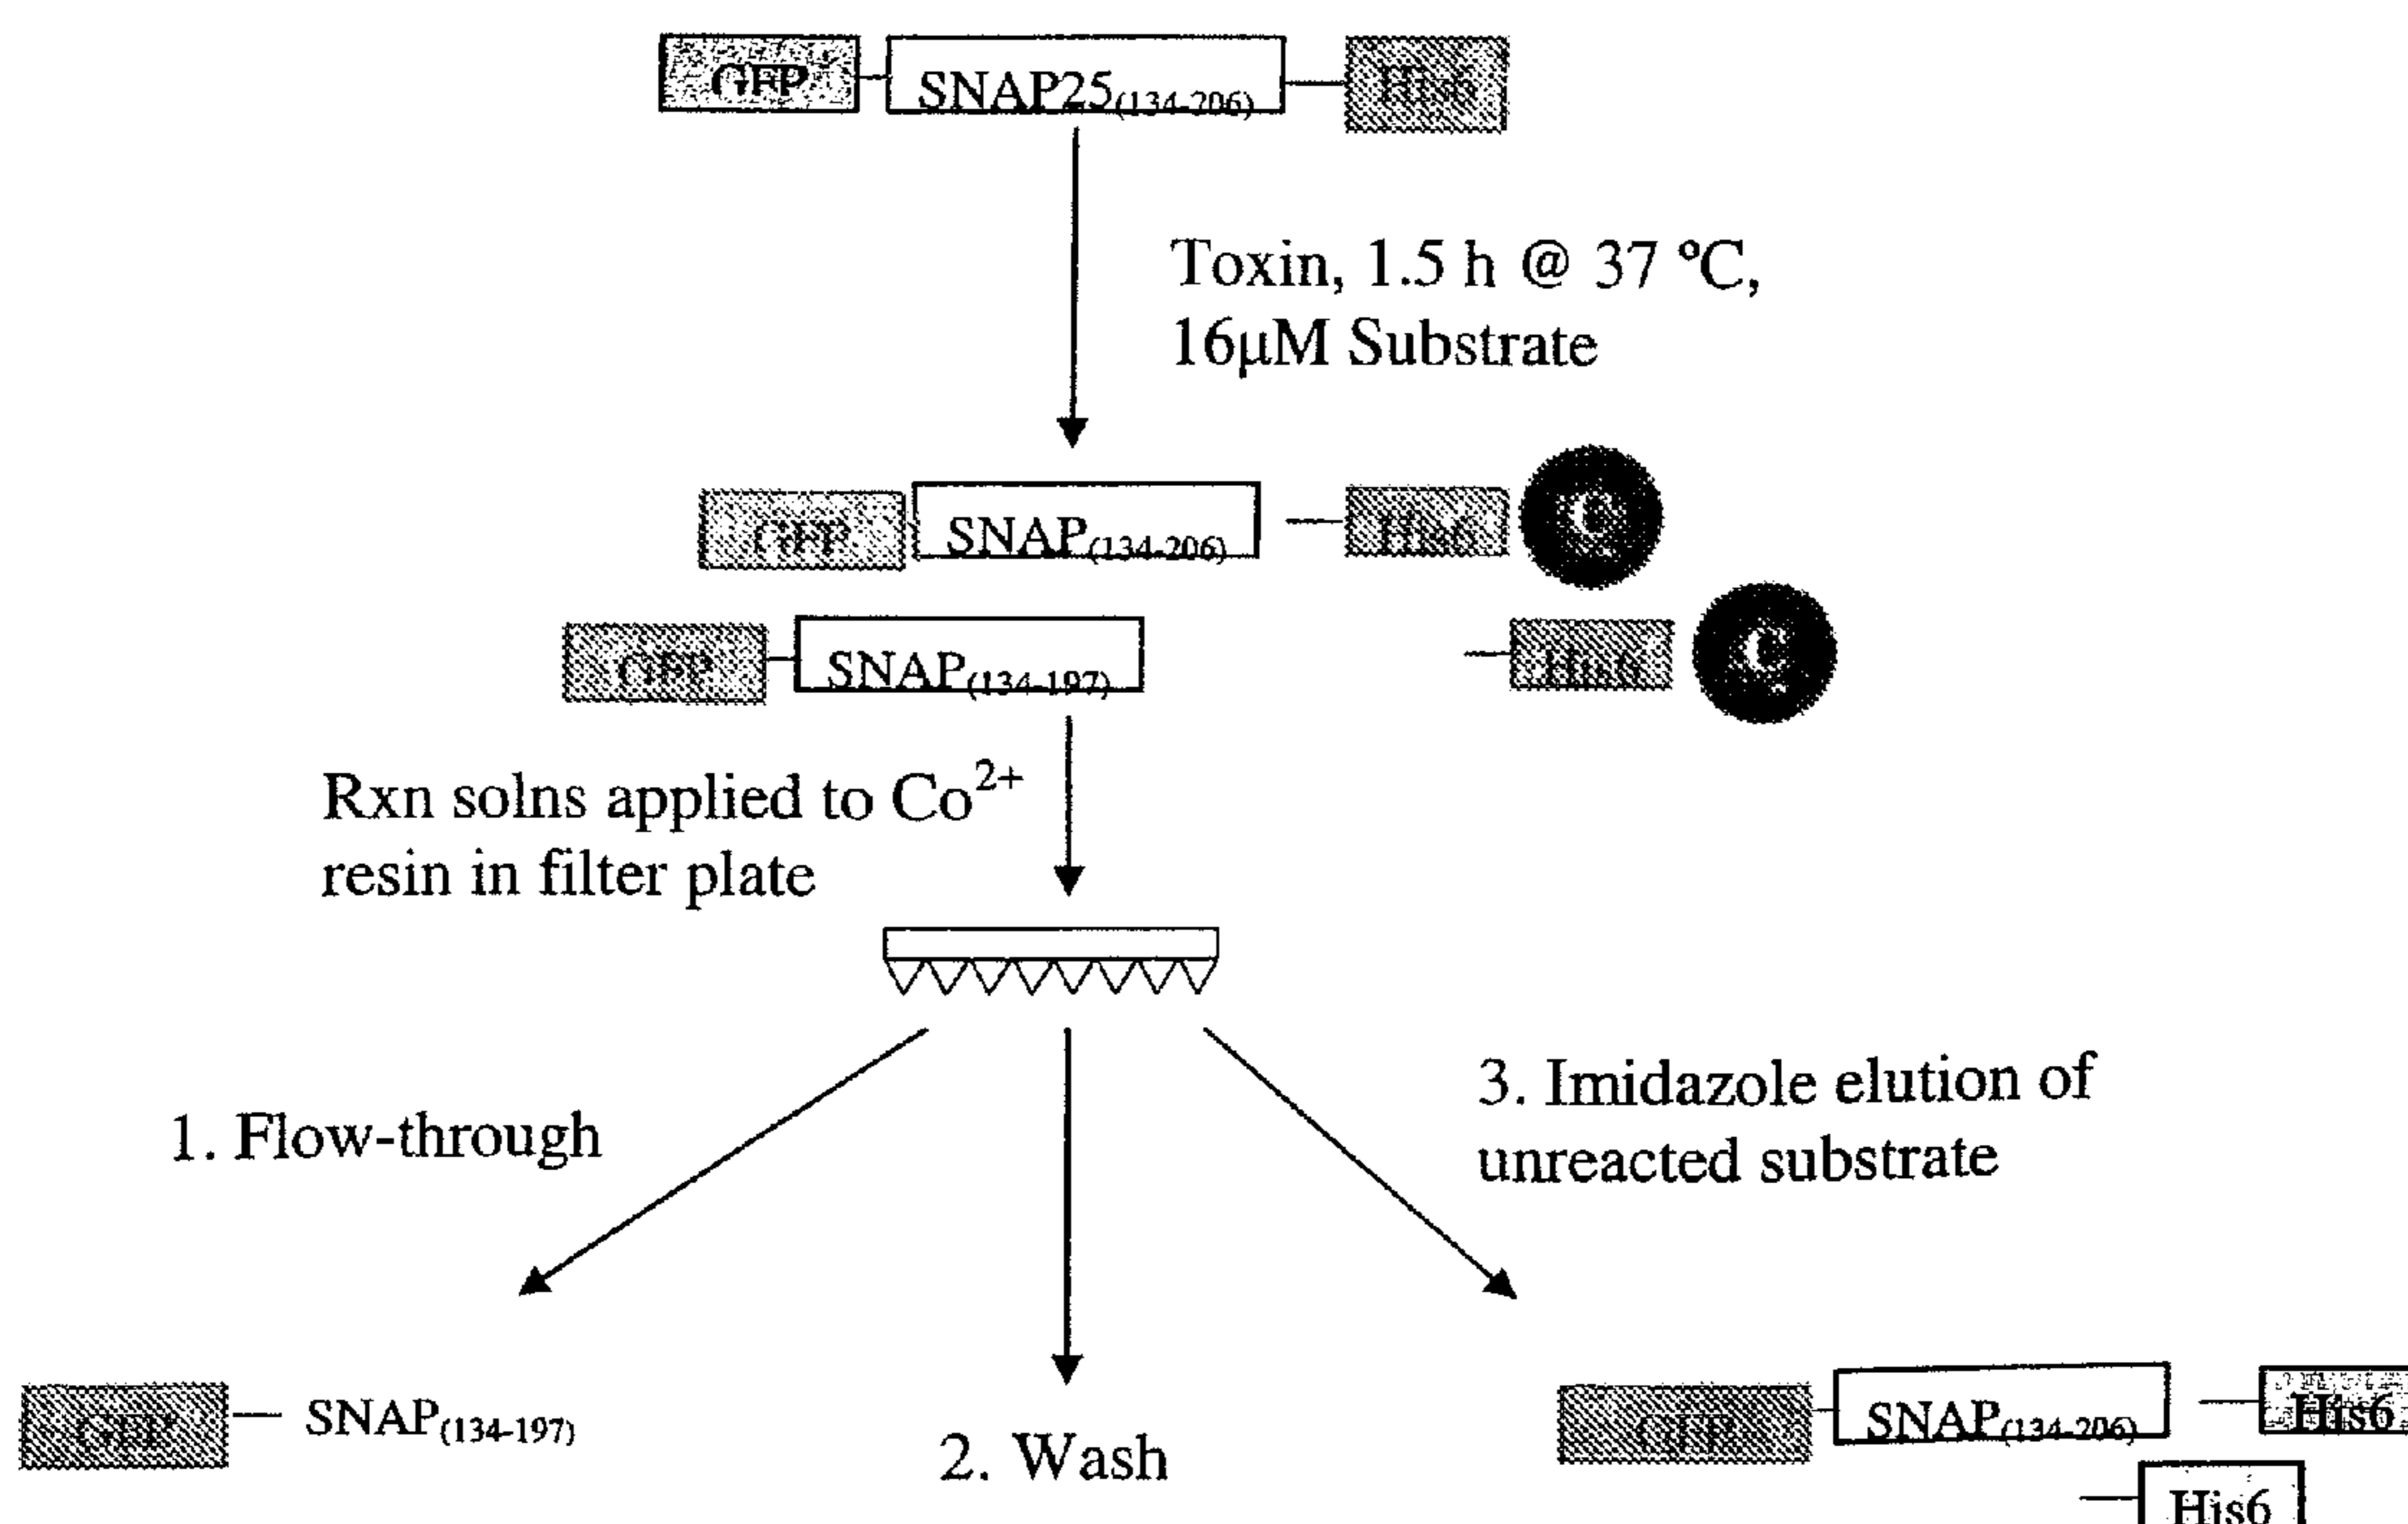 GFP SNAP25(134-206) His6
Toxin, 1.5 h @ 37 ºC,
16µM Substrate
GFP SNAP(134-206) His6 C
GFP SNAP(134-197) His6 C
Rxn solns applied to Co2+
resin in filter plate
1. Flow-through
3. Imidazole elution of
unreacted substrate
GFP SNAP(134-197)
2. Wash
GFP SNAP(134-206) His6
His6